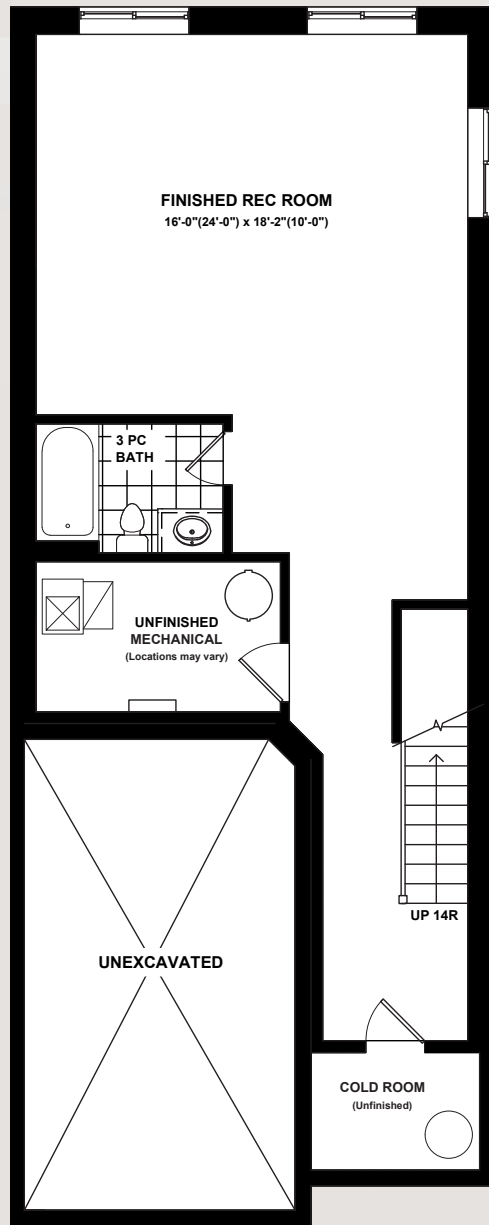 FINISHED REC ROOM
16'-0"(24'-0") x 18'-2"(10'-0")
3 PC
BATH
UNFINISHED
MECHANICAL
(Locations may vary)
N
UP 14R
UNEXCAVATED
COLD ROOM
(Unfinished)